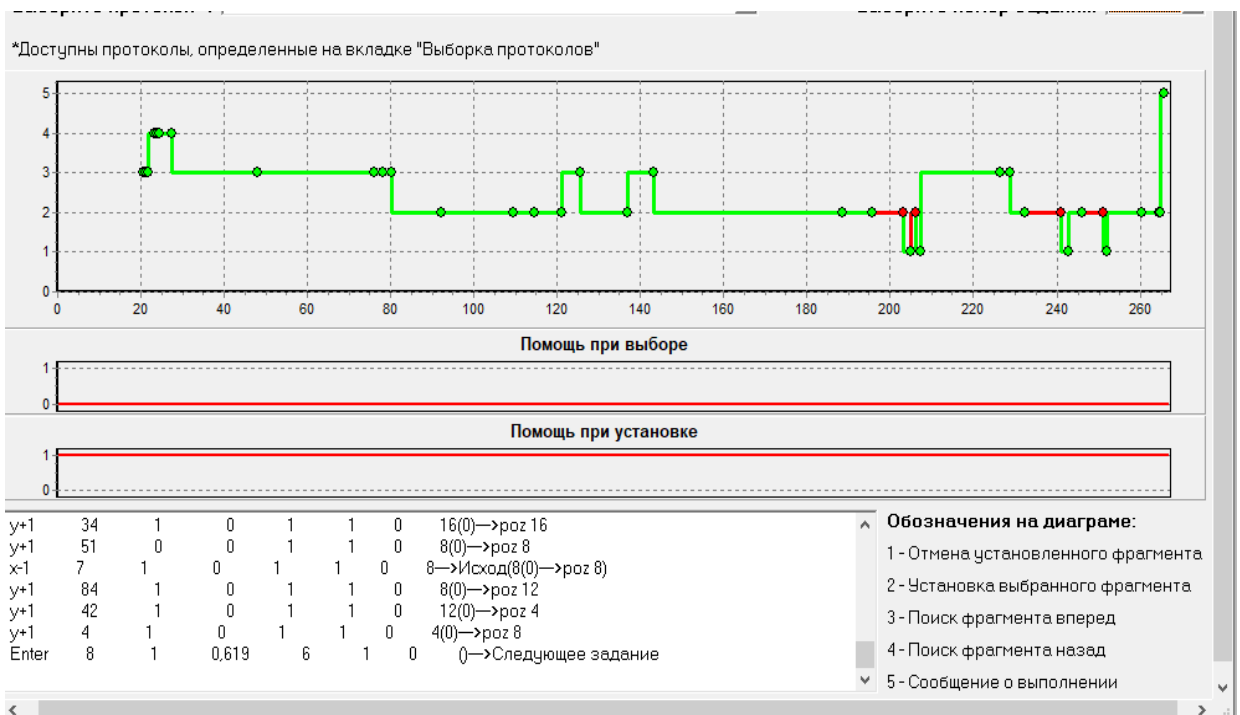 *Доступны протоколы, определенные на вкладке "Выборка протоколов"
5
4
3
2
1
0
0 20 40 60 80 100 120 140 160 180 200 220 240 260
Помощь при выборе
1
0
Помощь при установке
1
0
y+1 34 1 0 1 1 0 16(0)—>poz 16
y+1 51 0 0 1 1 0 8(0)—>poz 8
x-1 7 1 0 1 1 0 8—>Исход(8(0)—>poz 8)
y+1 84 1 0 1 1 0 8(0)—>poz 12
y+1 42 1 0 1 1 0 12(0)—>poz 4
y+1 4 1 0 1 1 0 4(0)—>poz 8
Enter 8 1 0,619 6 1 0 ()—>Следующее задание
Обозначения на диаграме:
1 - Отмена установленного фрагмента
2 - Установка выбранного фрагмента
3 - Поиск фрагмента вперед
4 - Поиск фрагмента назад
5 - Сообщение о выполнении